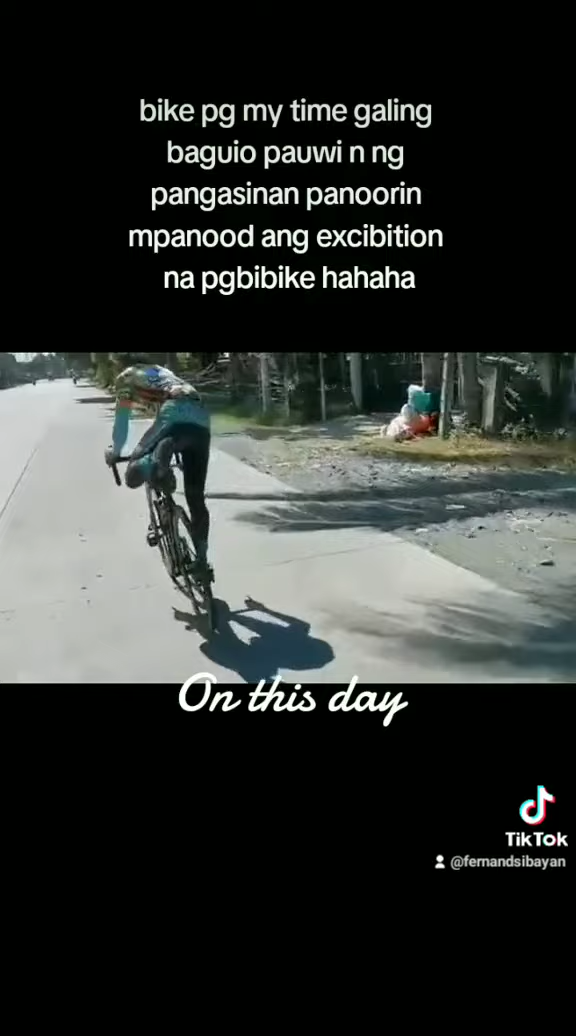 bike pg my time galing
baguio pauwi n ng
pangasinan panoorin
mpanood ang excibition
na pgbibike hahaha
On this day
TikTok
@fernandsibayan